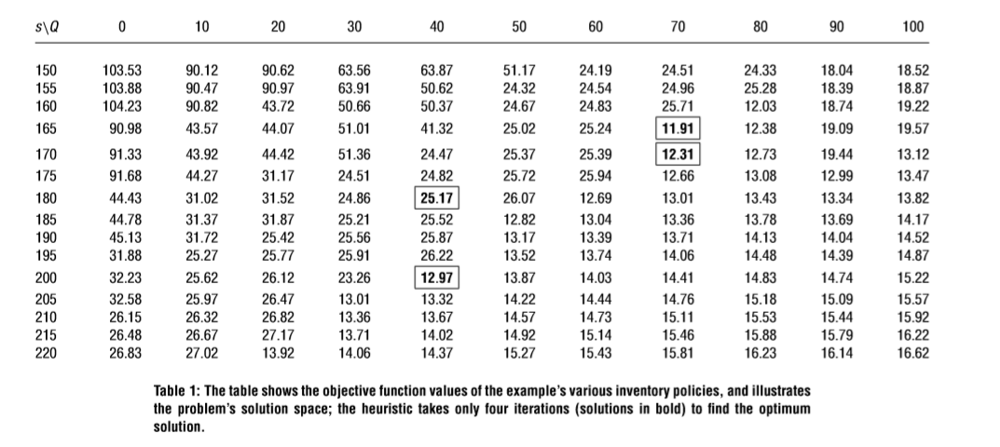 s\Q 0 10 20 30 40 50 60 70 80 90 100
150 103.53 90.12 90.62 63.56 63.87 51.17 24.19 24.51 24.33 18.04 18.52
155 103.88 90.47 90.97 63.91 50.62 24.32 24.54 24.96 25.28 18.39 18.87
160 104.23 90.82 43.72 50.66 50.37 24.67 24.83 25.71 12.03 18.74 19.22
165 90.98 43.57 44.07 51.01 41.32 25.02 25.24 11.91 12.38 19.09 19.57
170 91.33 43.92 44.42 51.36 24.47 25.37 25.39 12.31 12.73 19.44 13.12
175 91.68 44.27 31.17 24.51 24.82 25.72 25.94 12.66 13.08 12.99 13.47
180 44.43 31.02 31.52 24.86 25.17 26.07 12.69 13.01 13.43 13.34 13.82
185 44.78 31.37 31.87 25.21 25.52 12.82 13.04 13.36 13.78 13.69 14.17
190 45.13 31.72 25.42 25.56 25.87 13.17 13.39 13.71 14.13 14.04 14.52
195 31.88 25.27 25.77 25.91 26.22 13.52 13.74 14.06 14.48 14.39 14.87
200 32.23 25.62 26.12 23.26 12.97 13.87 14.03 14.41 14.83 14.74 15.22
205 32.58 25.97 26.47 13.01 13.32 14.22 14.44 14.76 15.18 15.09 15.57
210 26.15 26.32 26.82 13.36 13.67 14.57 14.73 15.11 15.53 15.44 15.92
215 26.48 26.67 27.17 13.71 14.02 14.92 15.14 15.46 15.88 15.79 16.22
220 26.83 27.02 13.92 14.06 14.37 15.27 15.43 15.81 16.23 16.14 16.62
Table 1: The table shows the objective function values of the example's various inventory policies, and illustrates
the problem's solution space; the heuristic takes only four iterations (solutions in bold) to find the optimum
solution.